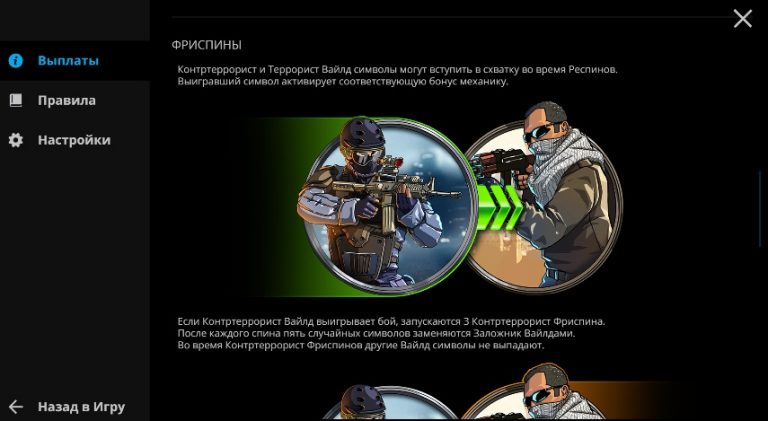 ФРИСПИНЫ
Выплаты
Контртеррорист и Террорист Вайлд символы могут вступить в схватку во время Респинов.
Выигравший символ активирует соответствующую бонус механику.
Правила
Настройки
Если Контртеррорист Вайлд выигрывает бой, запускаются 3 Контртеррорист Фриспина.
После каждого спина пять случайных символов заменяются Заложник Вайлдами.
Во время Контртеррорист Фриспинов другие Вайлд символы не выпадают.
Назад в Игру